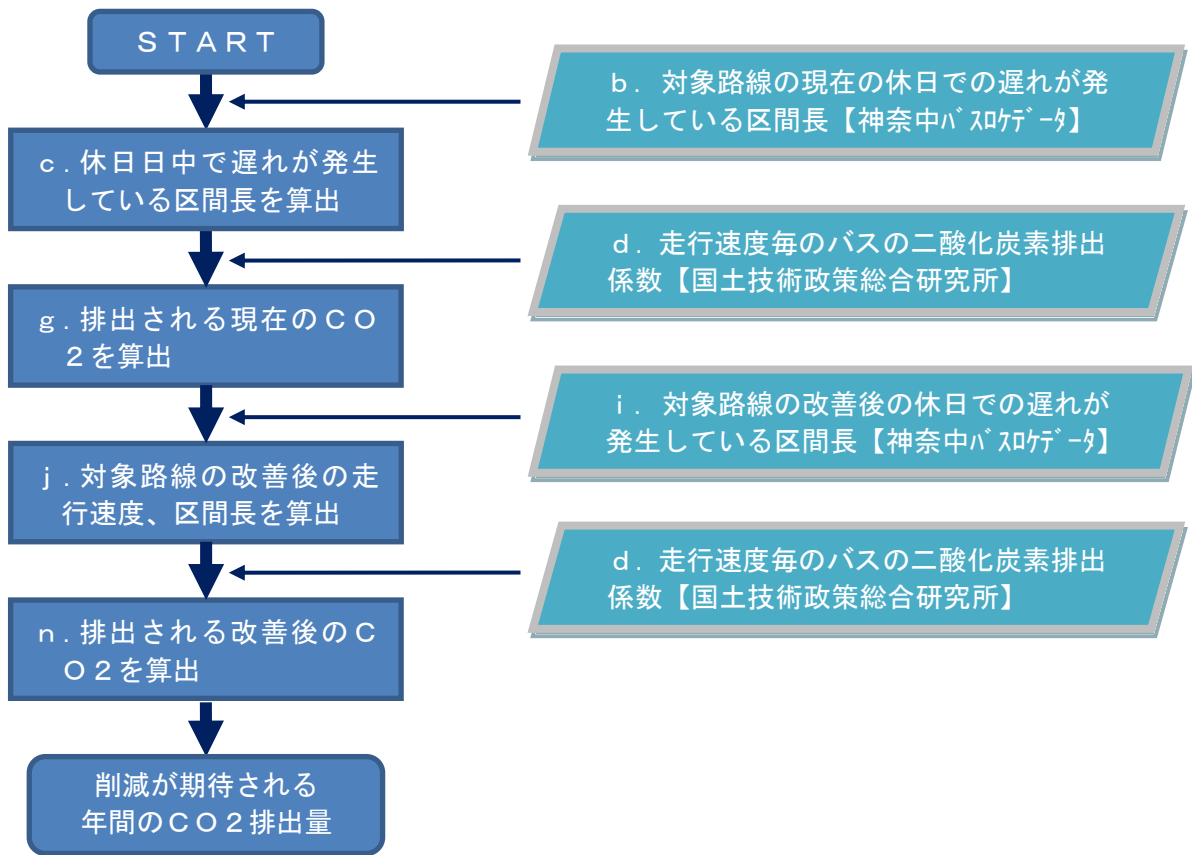 ＳＴＡＲＴ
ｂ．対象路線の現在の休日での遅れが発
生している区間長【神奈中ﾊﾞｽﾛｹﾃﾞｰﾀ】
ｃ．休日日中で遅れが発生
している区間長を算出
ｄ．走行速度毎のバスの二酸化炭素排出
係数【国土技術政策総合研究所】
ｇ．排出される現在のＣＯ
２を算出
ｉ．対象路線の改善後の休日での遅れが
発生している区間長【神奈中ﾊﾞｽﾛｹﾃﾞｰﾀ】
ｊ．対象路線の改善後の走
行速度、区間長を算出
ｄ．走行速度毎のバスの二酸化炭素排出
係数【国土技術政策総合研究所】
ｎ．排出される改善後のＣ
Ｏ２を算出
削減が期待される
年間のＣＯ２排出量